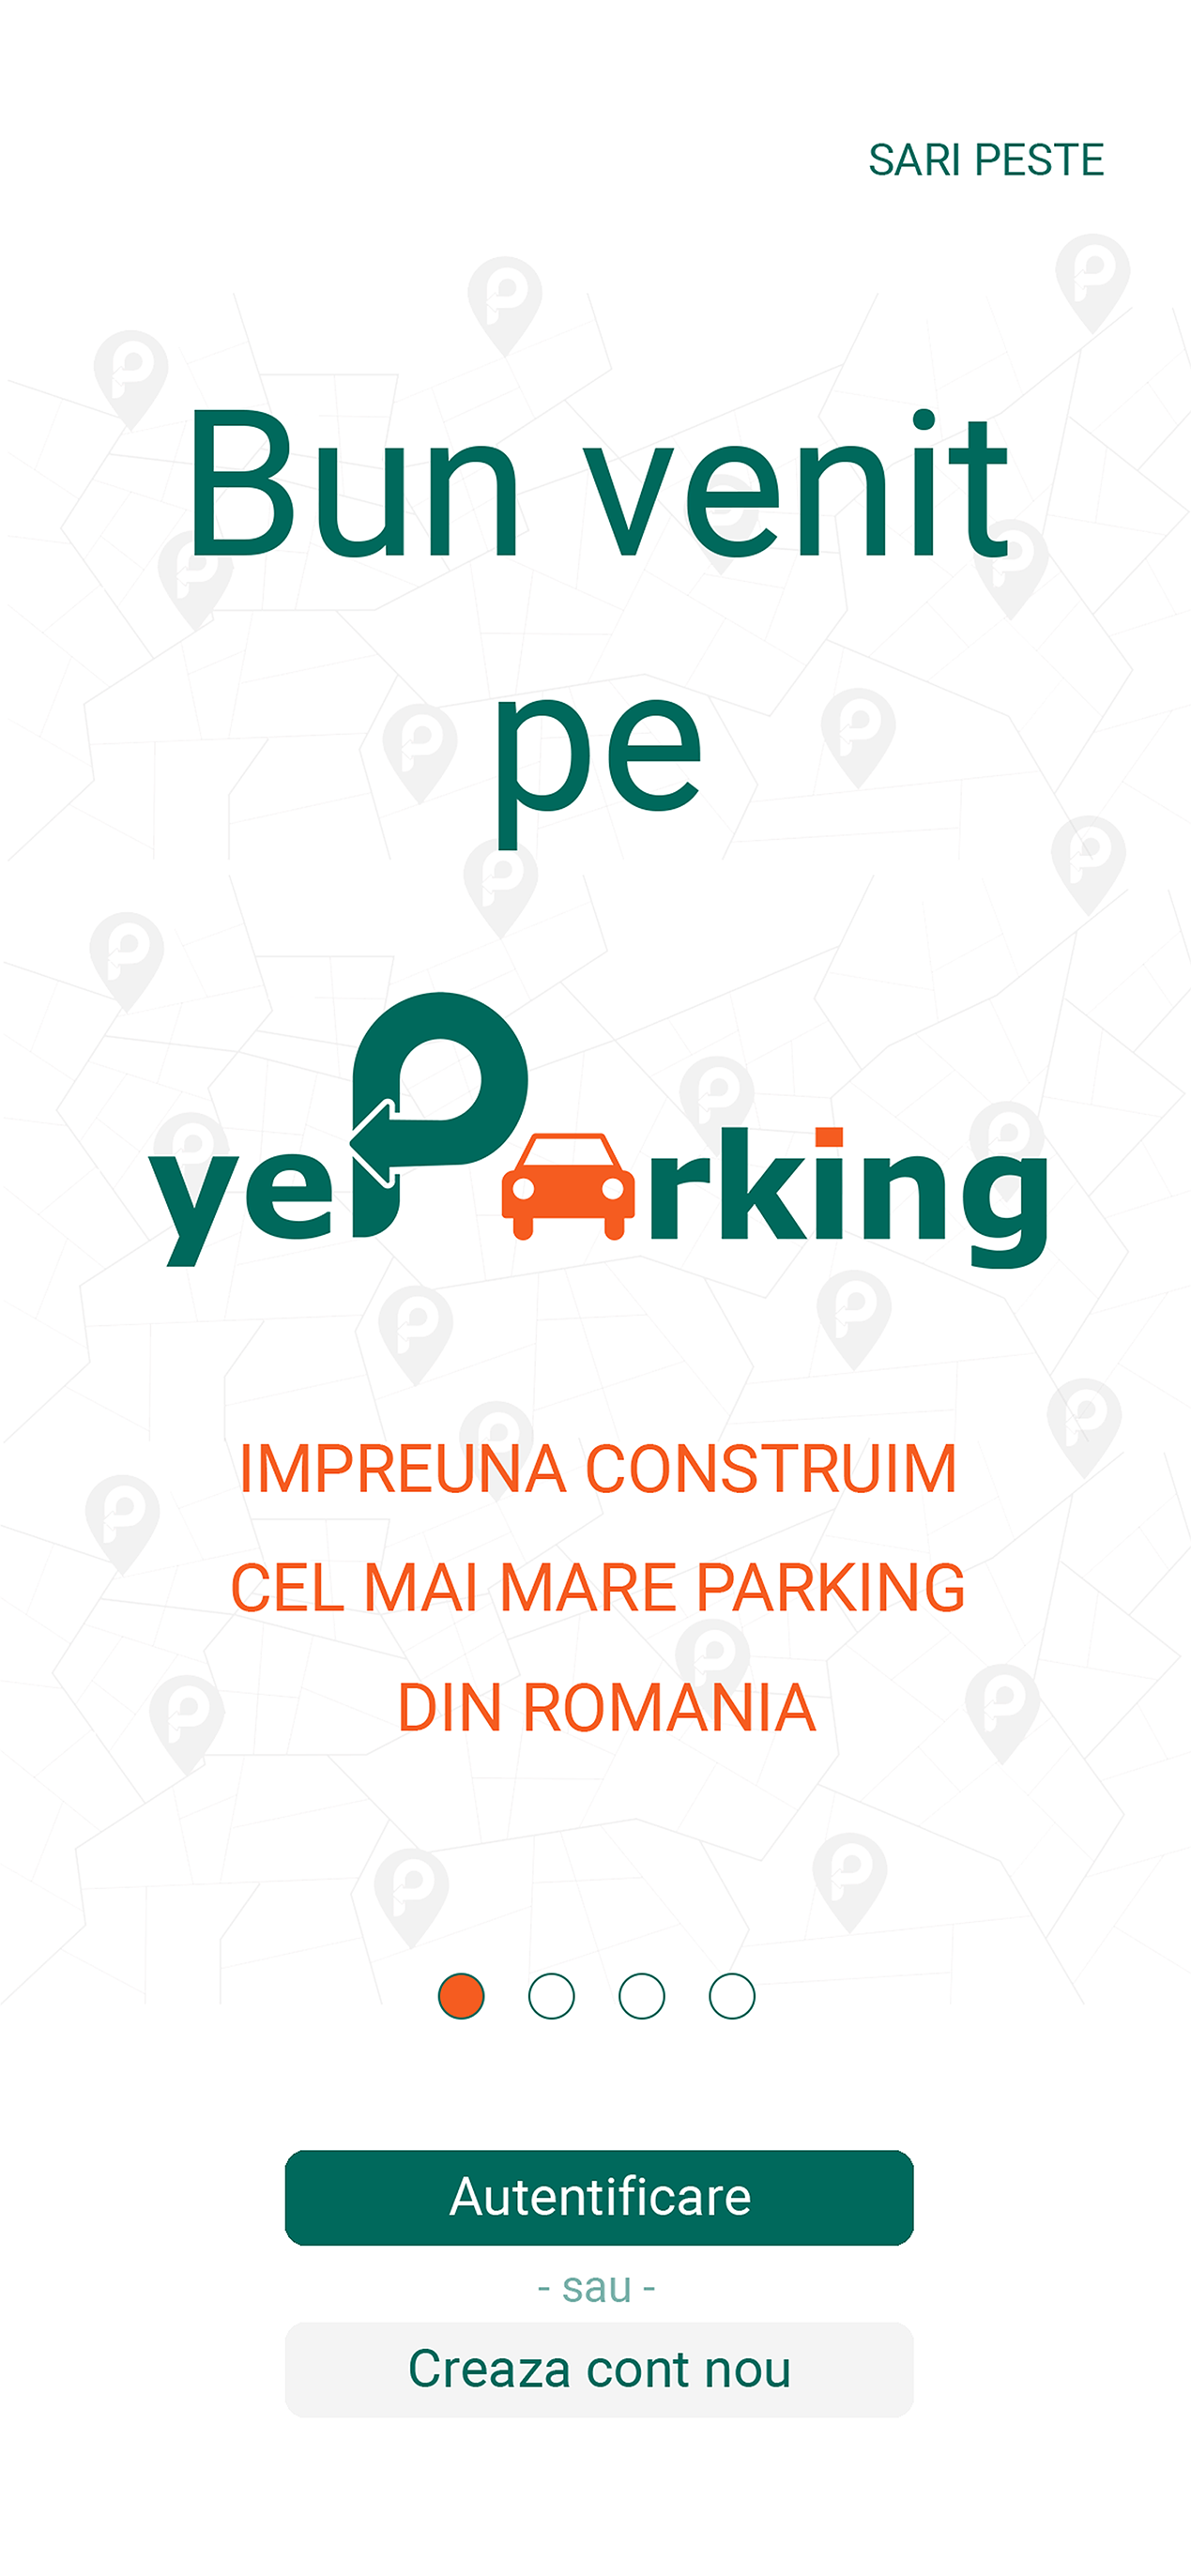 SARI PESTE
Bun venit
pe
yeParking
IMPREUNA CONSTRUIM
CEL MAI MARE PARKING
DIN ROMANIA
Autentificare
- sau -
Creaza cont nou